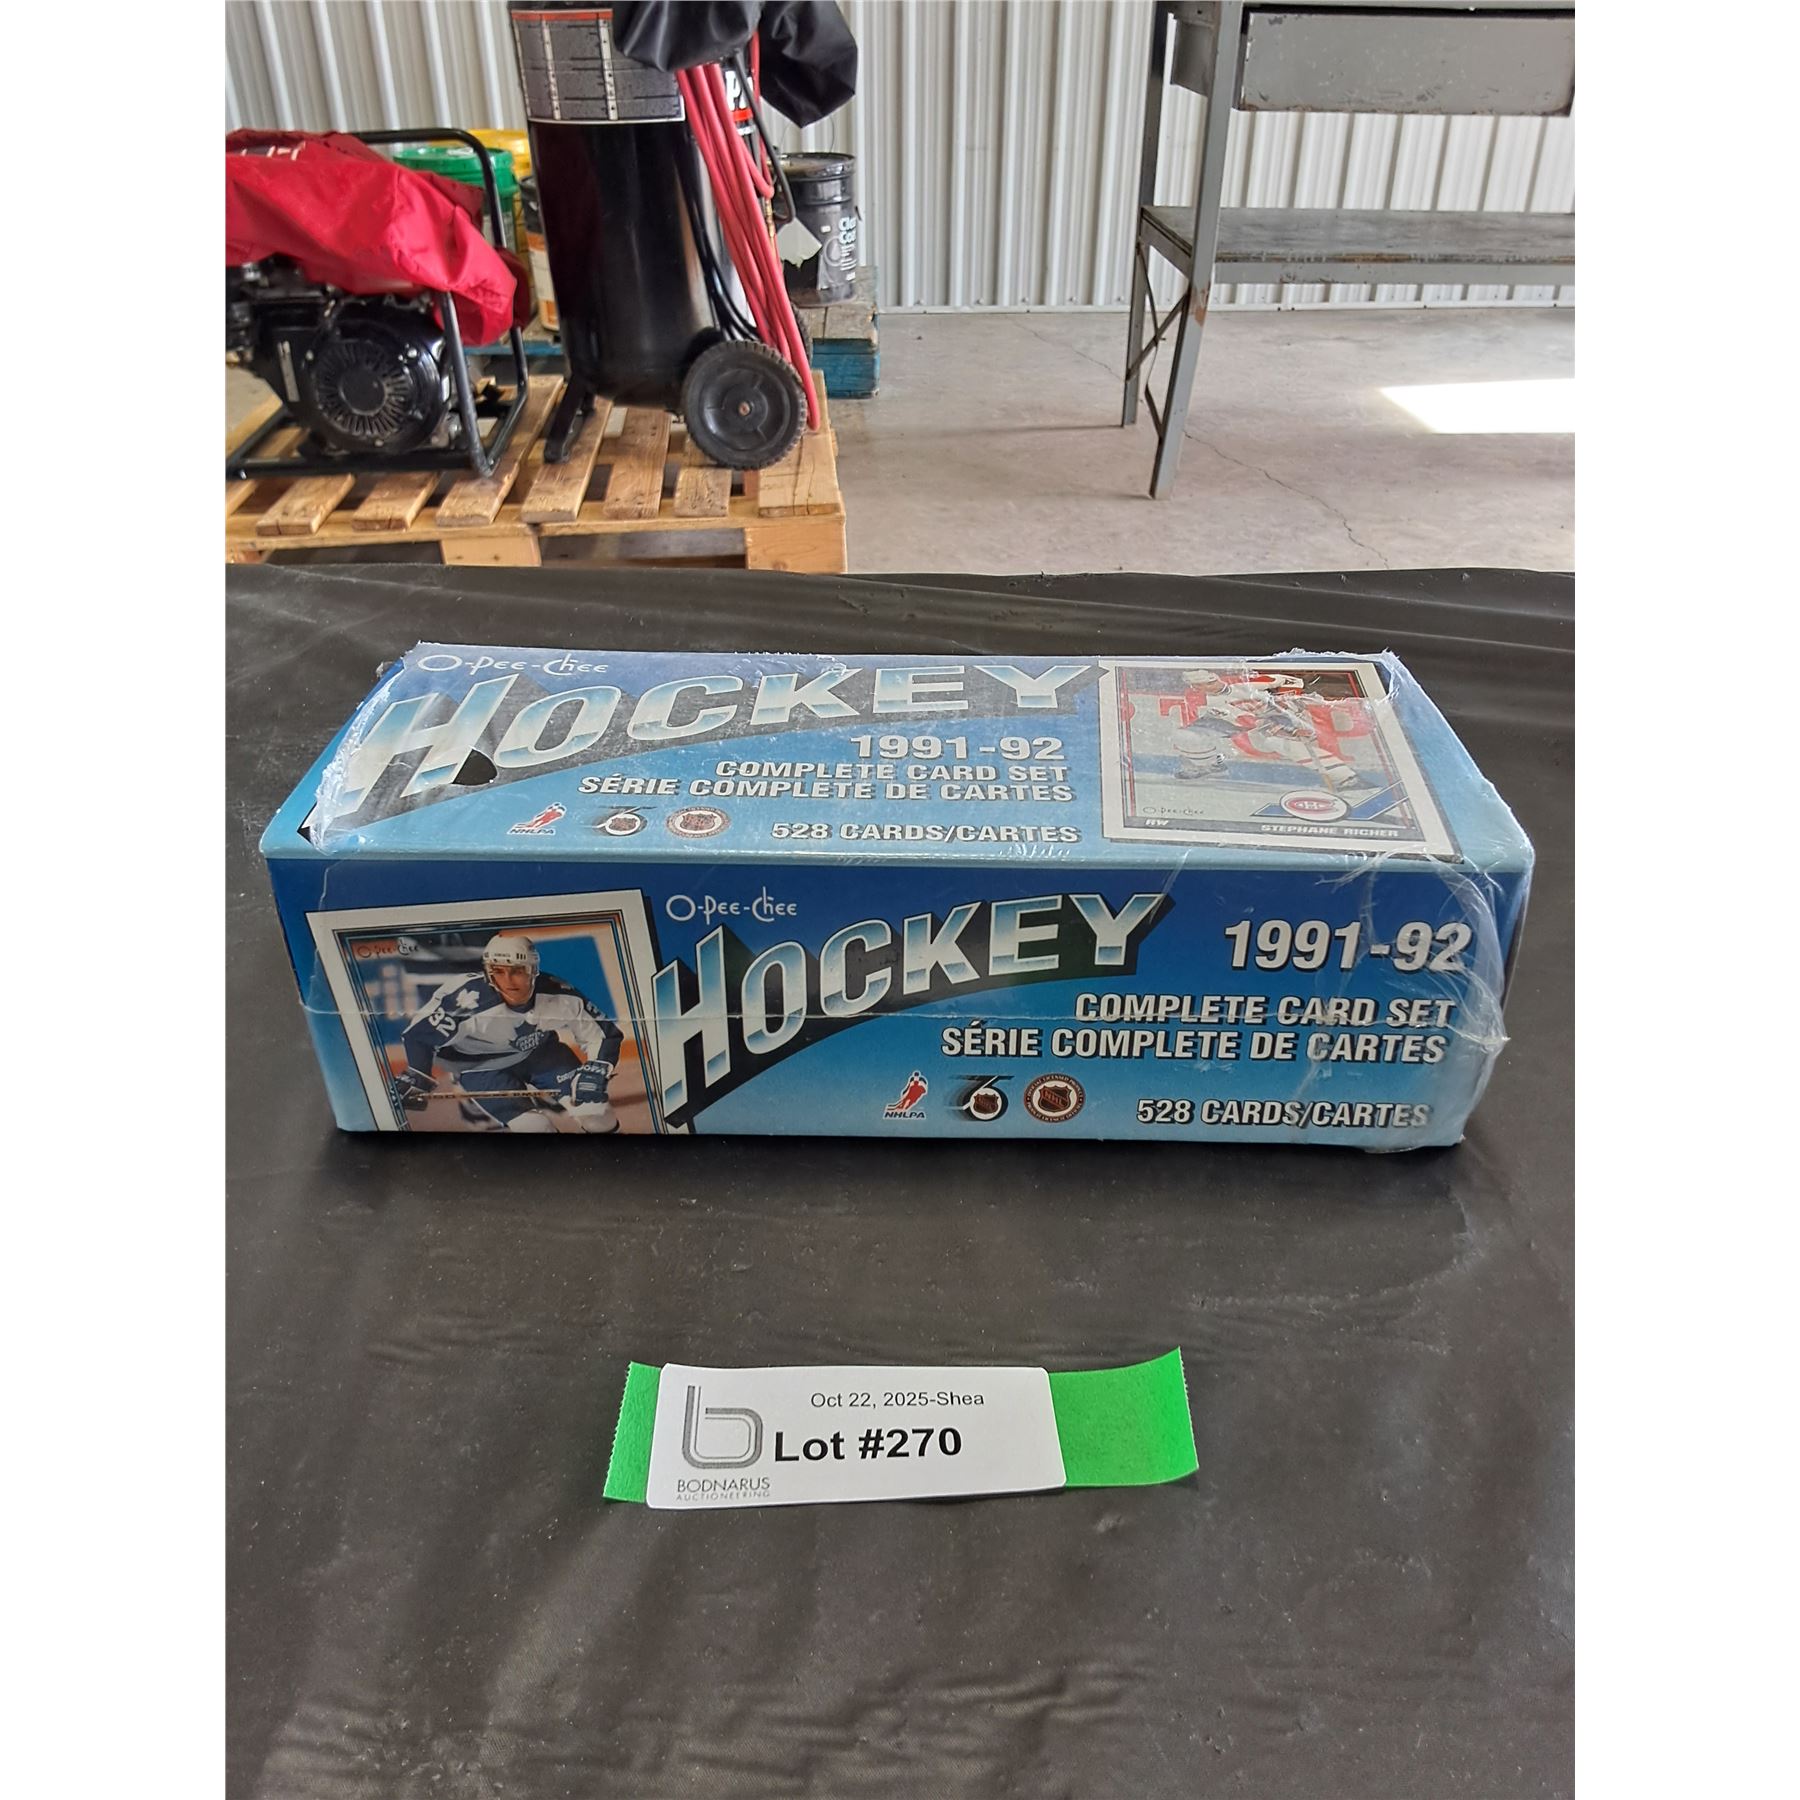 O-Pee-Chee
HOCKEY
1991-92
COMPLETE CARD SET
SÉRIE COMPLETE DE CARTES
NHLPA
528 CARDS/CARTES
O-Pee-Chee
RW
STEPHANE RICHER
O-Pee-Chee
O-Pee-Chee
HOCKEY
1991-92
COMPLETE CARD SET
SÉRIE COMPLETE DE CARTES
NHLPA
NHL
528 CARDS/CARTES
32
Oct 22, 2025-Shea
Lot #270
BODNARUS
AUCTIONEERING